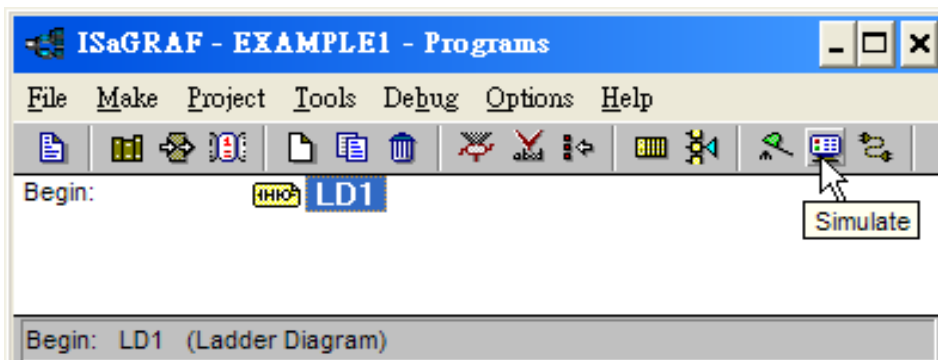 ISaGRAF - EXAMPLE1 - Programs
File Make Project Tools Debug Options Help
Begin: LD1
Simulate
Begin: LD1 (Ladder Diagram)